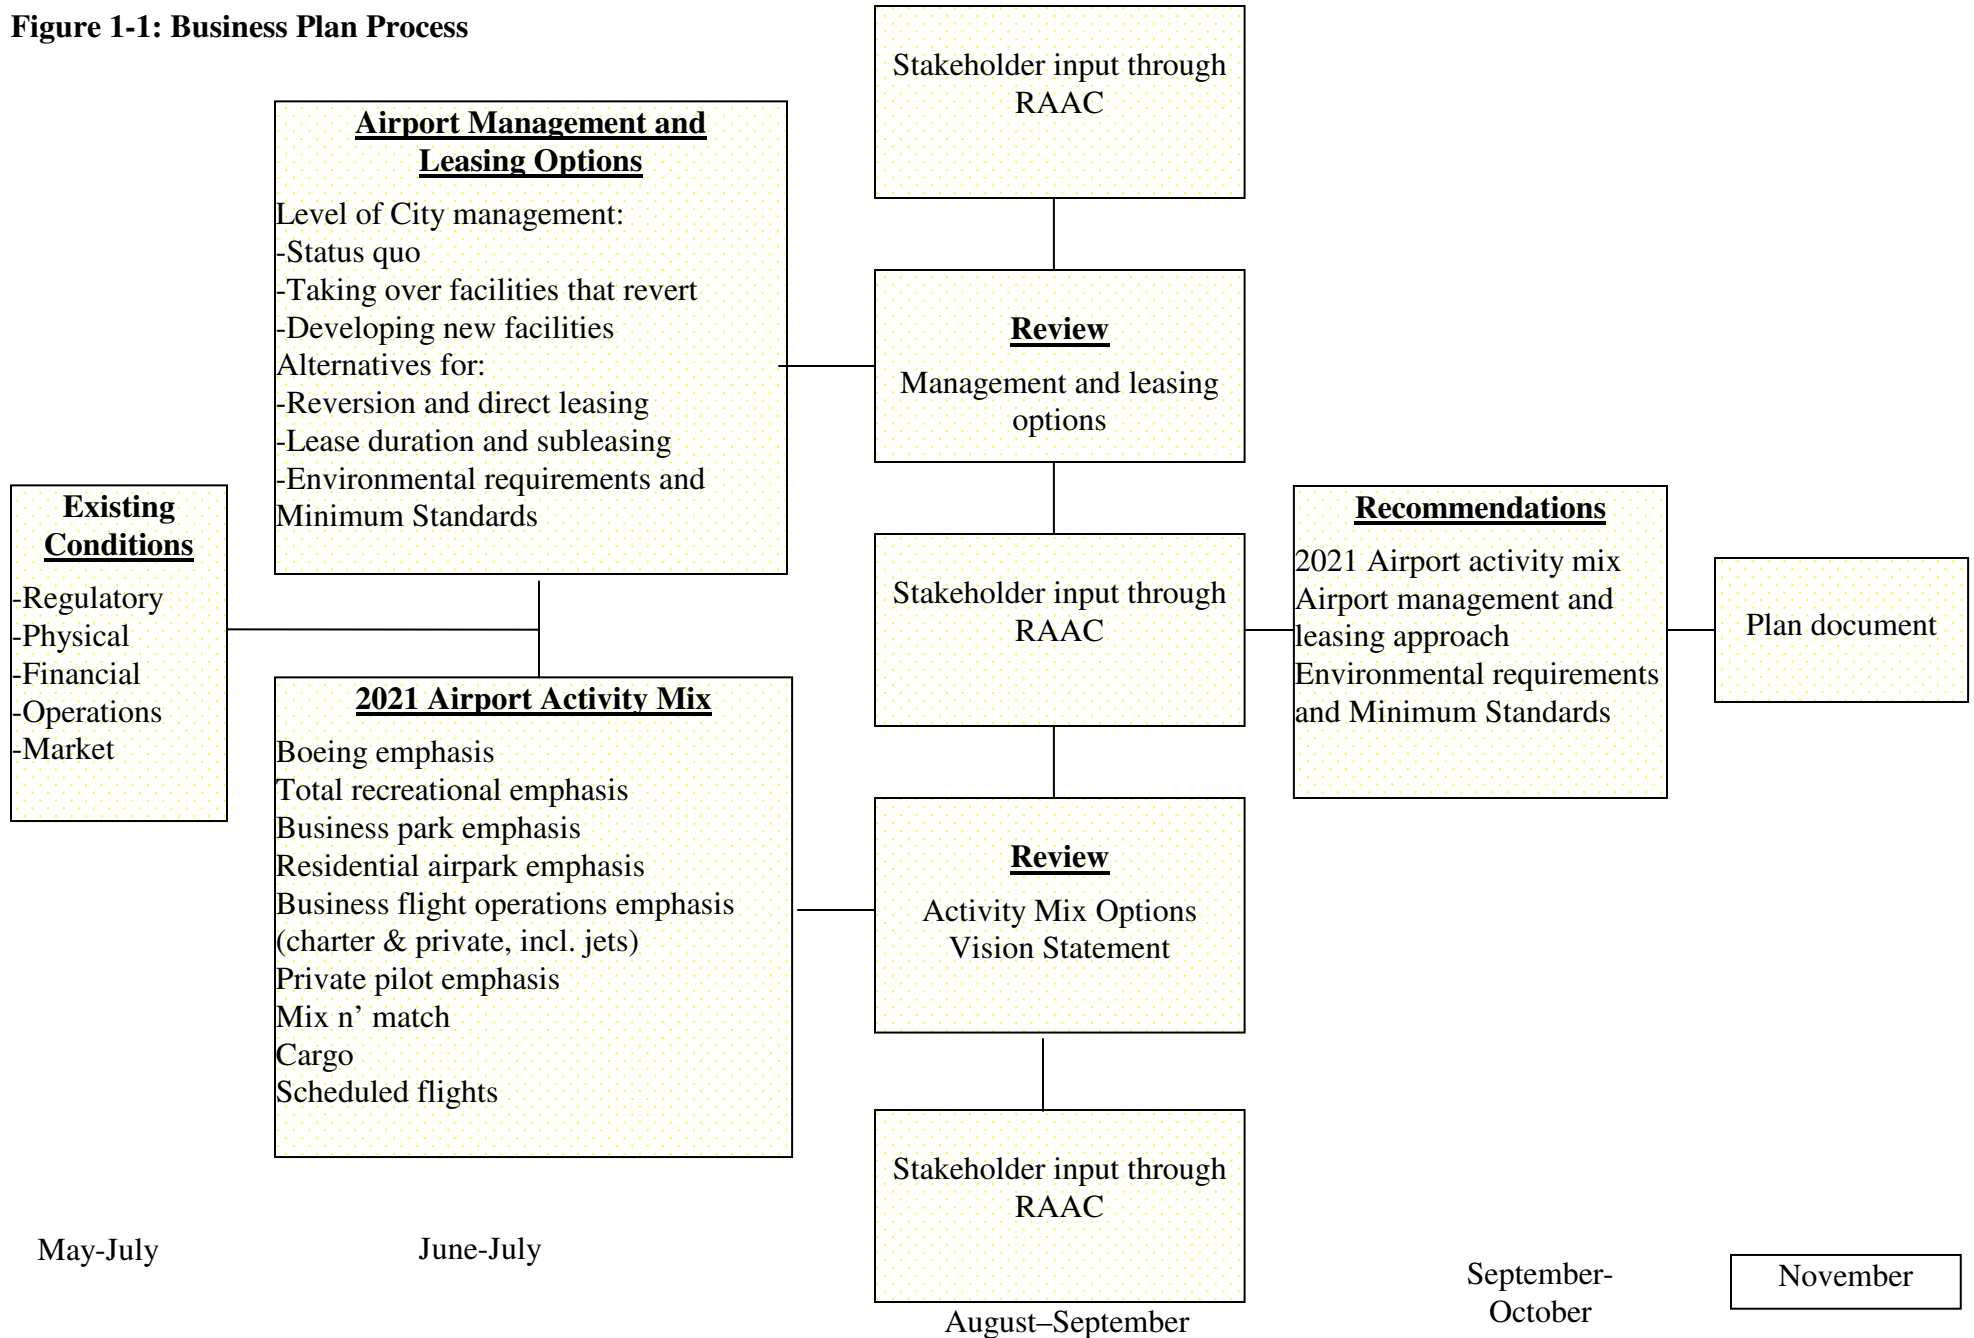 Figure 1-1: Business Plan Process
Stakeholder input through
RAAC
Airport Management and
Leasing Options
Level of City management:
-Status quo
-Taking over facilities that revert
-Developing new facilities
Alternatives for:
-Reversion and direct leasing
-Lease duration and subleasing
-Environmental requirements and
Minimum Standards
Review
Management and leasing
options
Existing
Conditions
-Regulatory
-Physical
-Financial
-Operations
-Market
Stakeholder input through
RAAC
Recommendations
2021 Airport activity mix
Airport management and
leasing approach
Environmental requirements
and Minimum Standards
Plan document
2021 Airport Activity Mix
Boeing emphasis
Total recreational emphasis
Business park emphasis
Residential airpark emphasis
Business flight operations emphasis
(charter & private, incl. jets)
Private pilot emphasis
Mix n’ match
Cargo
Scheduled flights
Review
Activity Mix Options
Vision Statement
Stakeholder input through
RAAC
May-July
June-July
August–September
September-
October
November